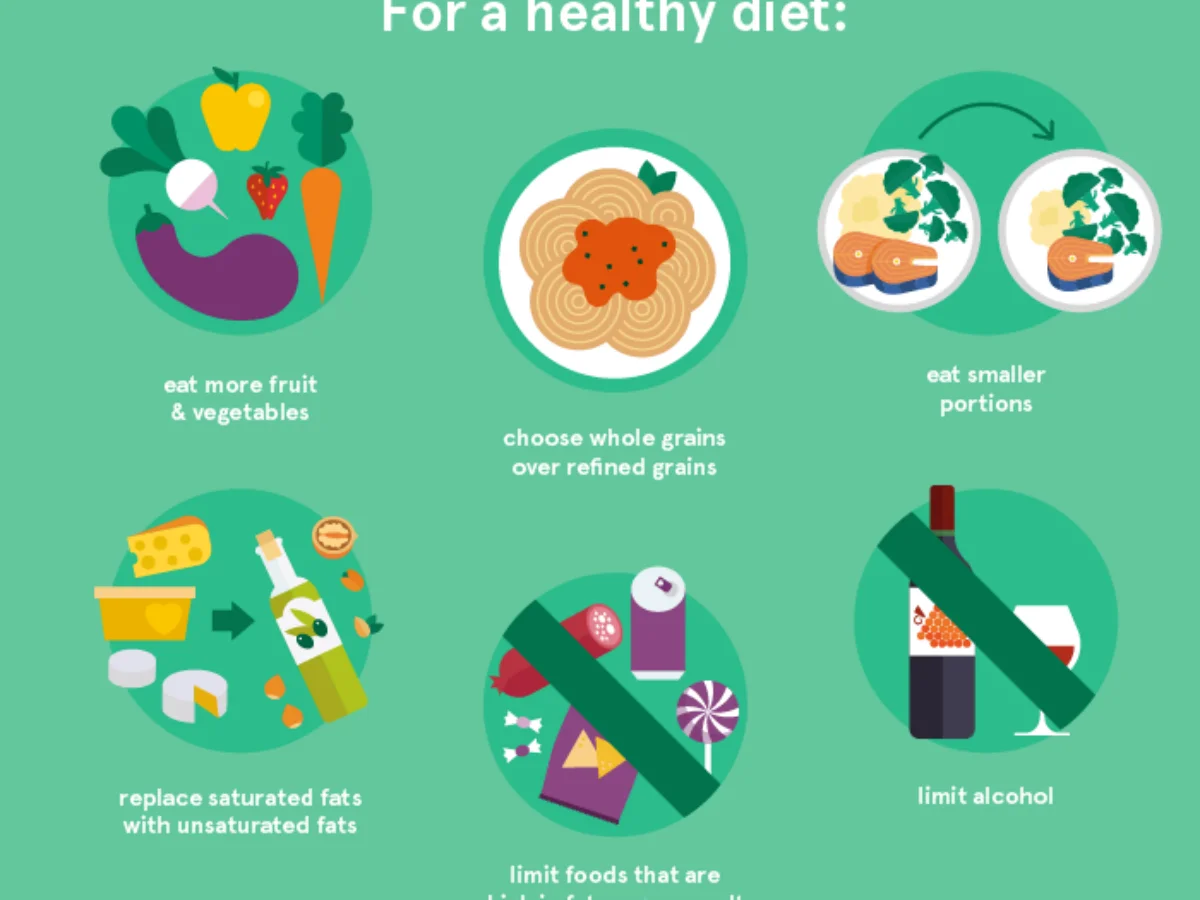 For a healthy diet:
eat more fruit
& vegetables
choose whole grains
over refined grains
eat smaller
portions
replace saturated fats
with unsaturated fats
limit foods that are
limit alcohol